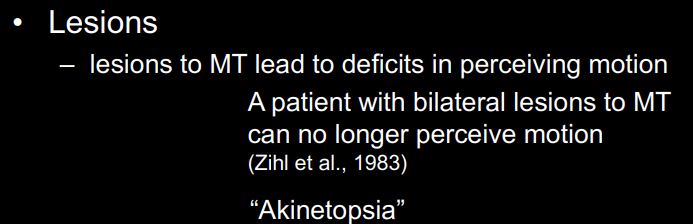 • Lesions
– lesions to MT lead to deficits in perceiving motion
A patient with bilateral lesions to MT
can no longer perceive motion
(Zihl et al., 1983)
“Akinetopsia”